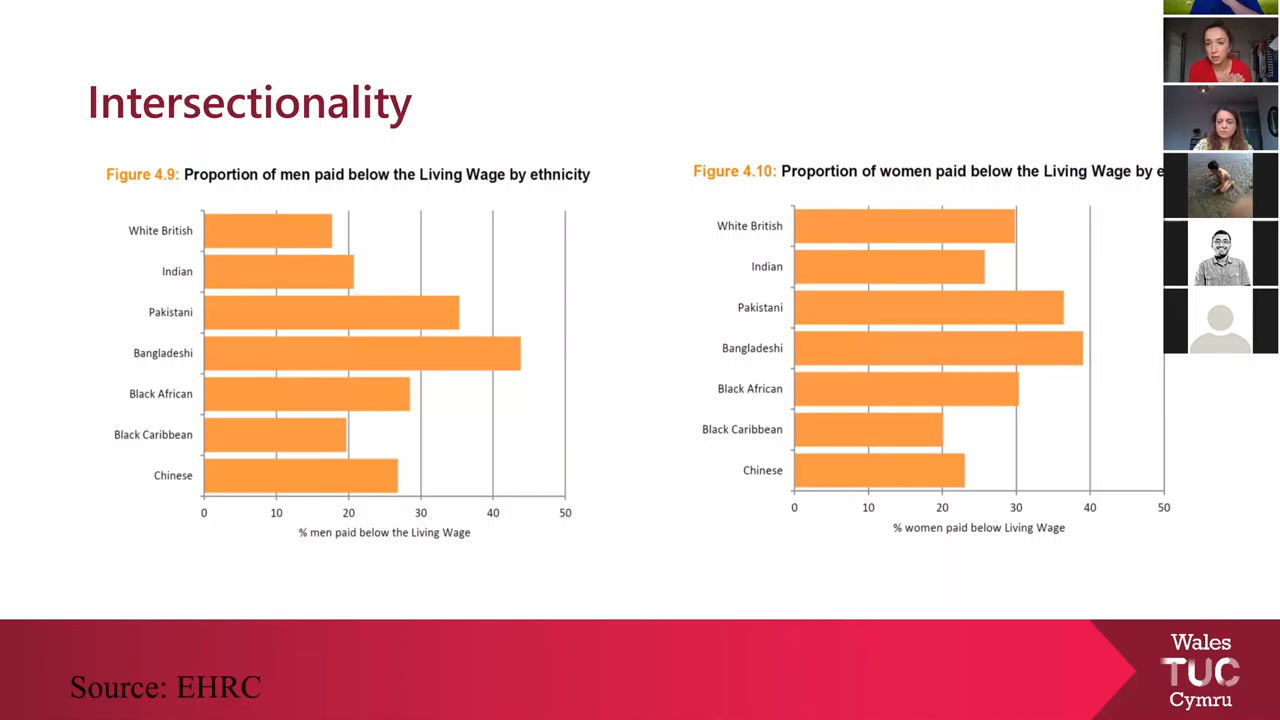 Intersectionality
Figure 4.9: Proportion of men paid below the Living Wage by ethnicity
White British
Indian
Pakistani
Bangladeshi
Black African
Black Caribbean
Chinese
0 10 20 30 40 50
% men paid below the Living Wage
Figure 4.10: Proportion of women paid below the Living Wage by e
White British
Indian
Pakistani
Bangladeshi
Black African
Black Caribbean
Chinese
0 10 20 30 40 50
% women paid below Living Wage
Source: EHRC
Wales
TUC
Cymru